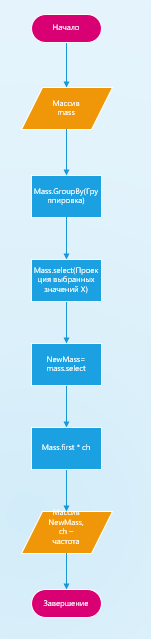 Начало
Массив
mass
Mass.GroupBy(Гру
ппировка)
Mass.select(Проек
ция выбранных
значений X)
NewMass=
mass.select
Mass.first * ch
Массив
NewMass,
ch –
частота
Завершение